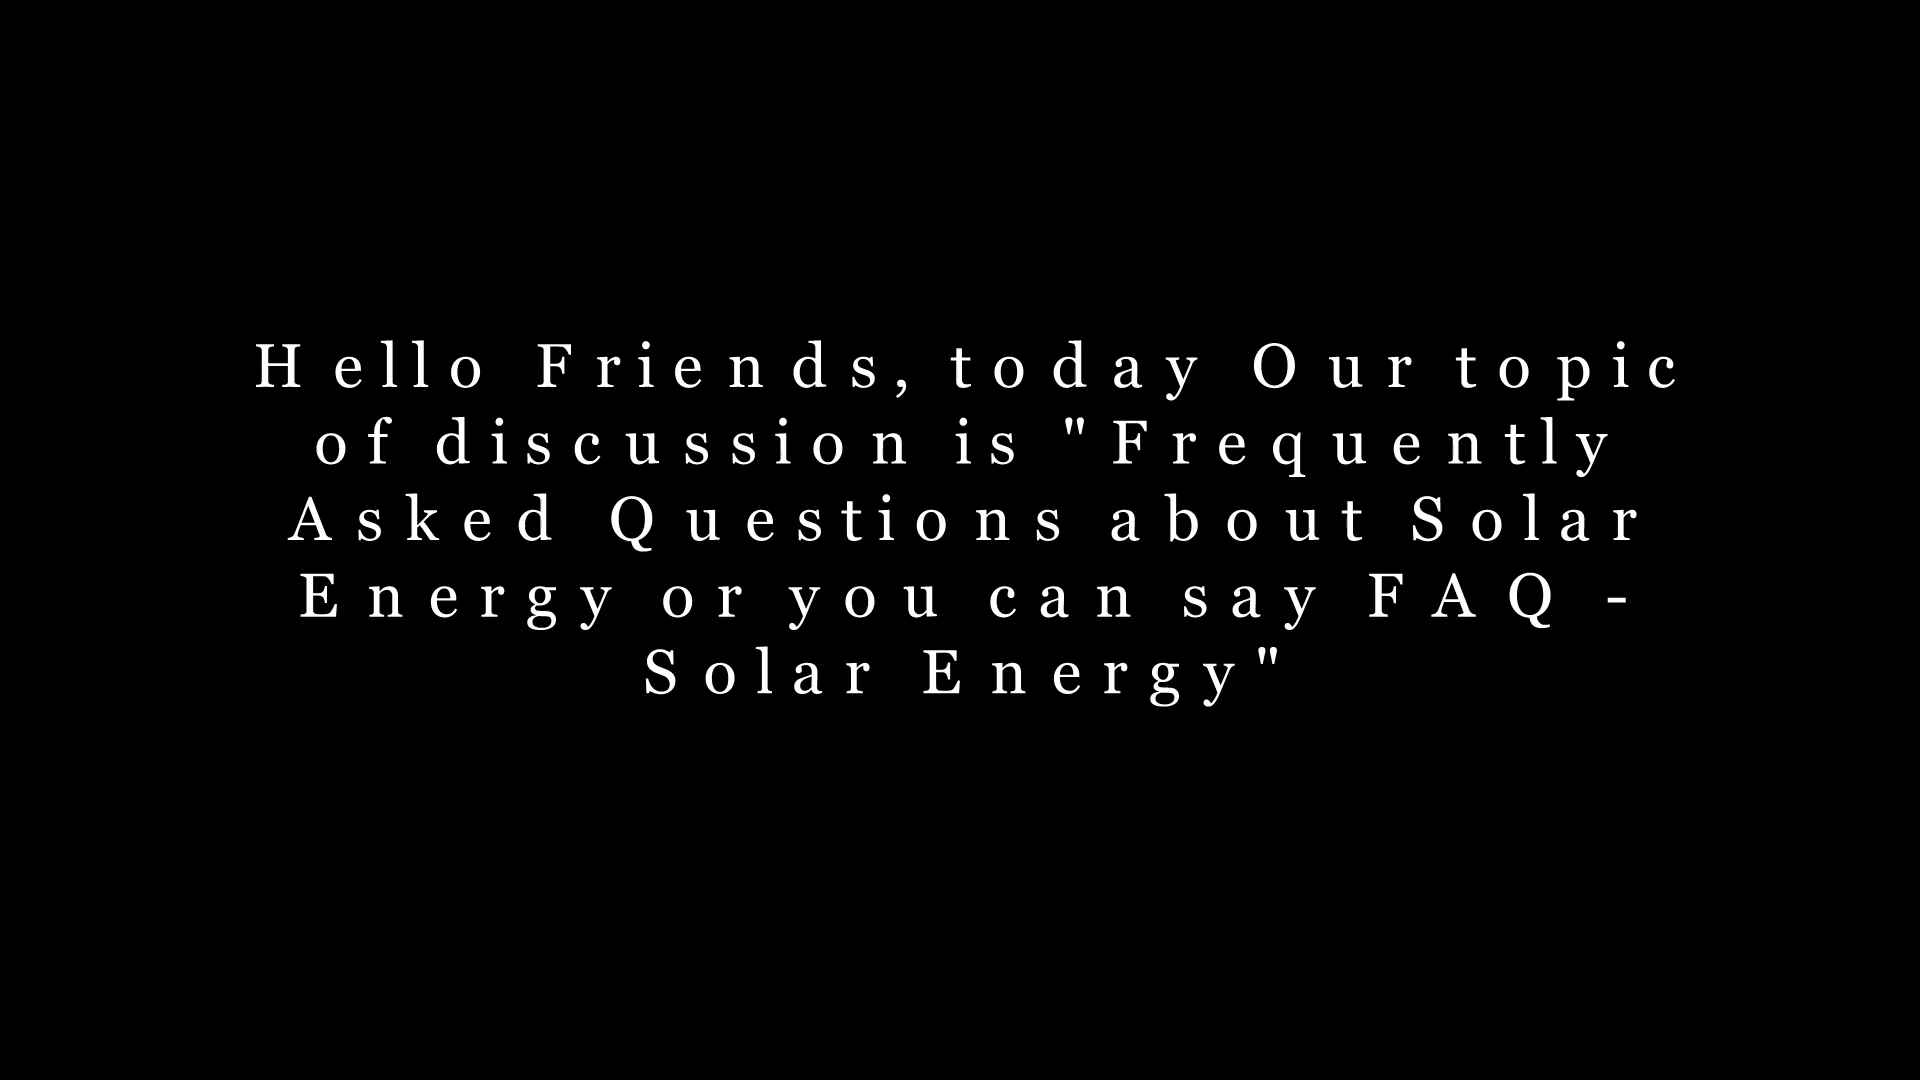 Hello Friends, today Our topic
of discussion is "Frequently
Asked Questions about Solar
Energy or you can say FAQ -
Solar Energy"